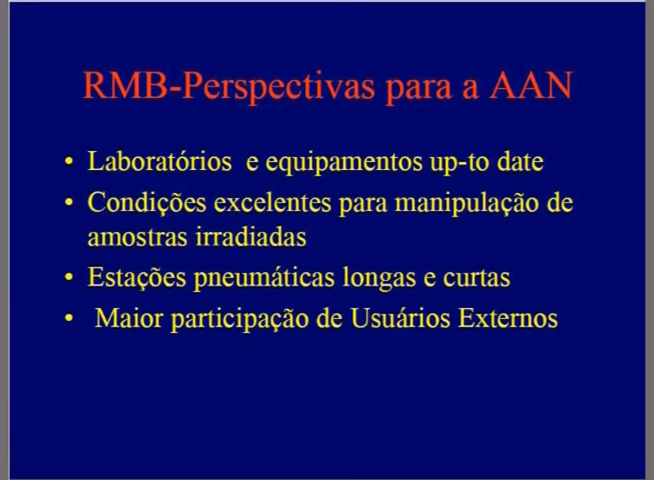 RMB-Perspectivas para a AAN
• Laboratórios e equipamentos up-to date
• Condições excelentes para manipulação de
amostras irradiadas
• Estações pneumáticas longas e curtas
• Maior participação de Usuários Externos